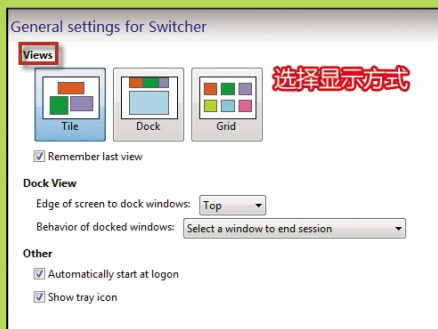 General settings for Switcher
Views
选择显示方式
Tile
Dock
Grid
Remember last view
Dock View
Edge of screen to dock windows: Top
Behavior of docked windows: Select a window to end session
Other
Automatically start at logon
Show tray icon